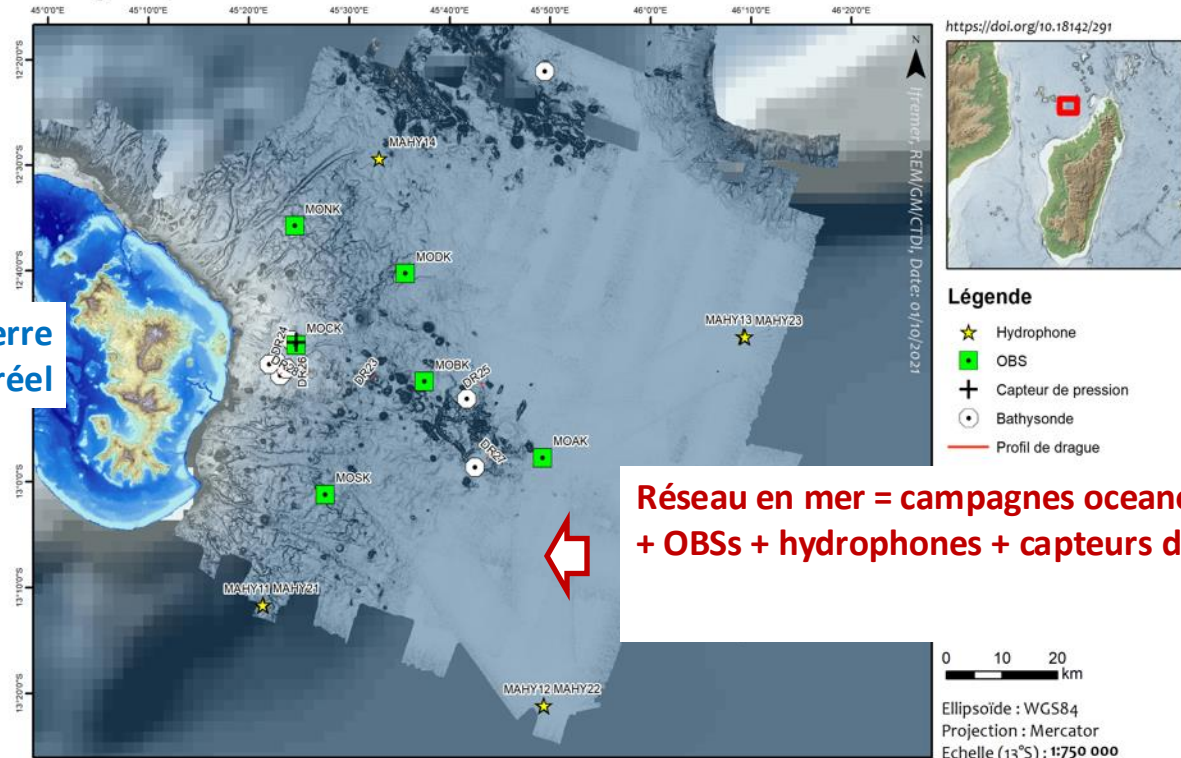 45°0'0"E 45°10'0"E 45°20'0"E 45°30'0"E 45°40'0"E 45°50'0"E 46°0'0"E 46°10'0"E 46°20'0"E
https://doi.org/10.18142/291
12°20'0"S
N
Ifremer, REM/GM/CTDI, Date: 01/10/2021
MAHY14
12°30'0"S
MONK
12°40'0"S
MODK
Légende
MAHY13 MAHY23
Hydrophone
MOCK
OBS
DR26
DR23
erre
réel
MOBK
DR25
Capteur de pression
Bathysonde
MOAK
DR27
Profil de drague
13°0'0"S
MOSK
Réseau en mer = campagnes oceano
+ OBSs + hydrophones + capteurs d
13°10'0"S
MAHY11 MAHY21
13°20'0"S
MAHY12 MAHY22
0 10 20
km
Ellipsoïde : WGS84
Projection : Mercator
Echelle (13°S) : 1:750 000